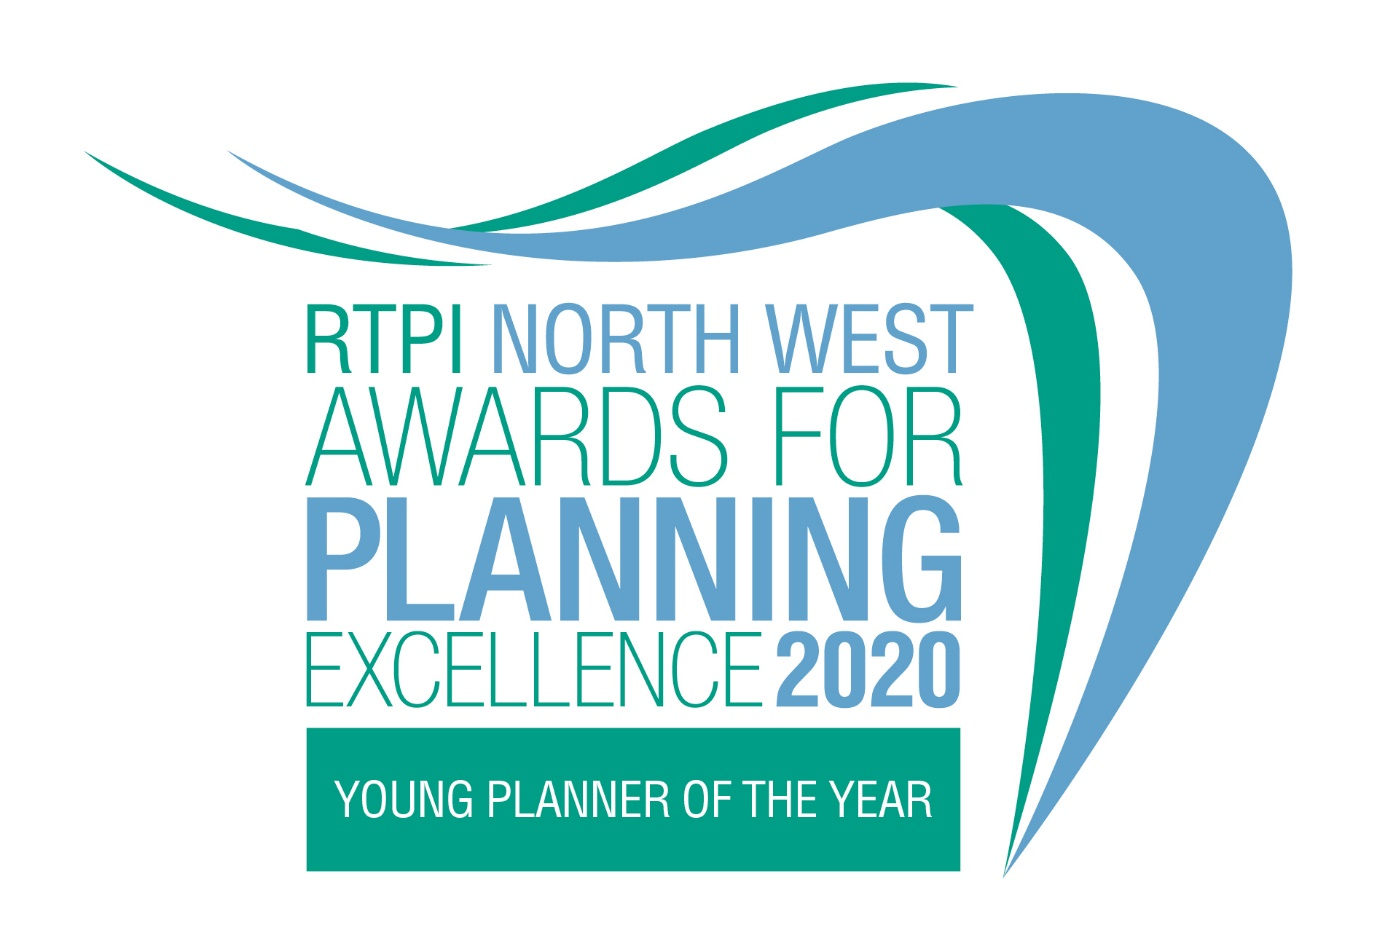 RTPI NORTH WEST
AWARDS FOR
PLANNING
EXCELLENCE 2020
YOUNG PLANNER OF THE YEAR